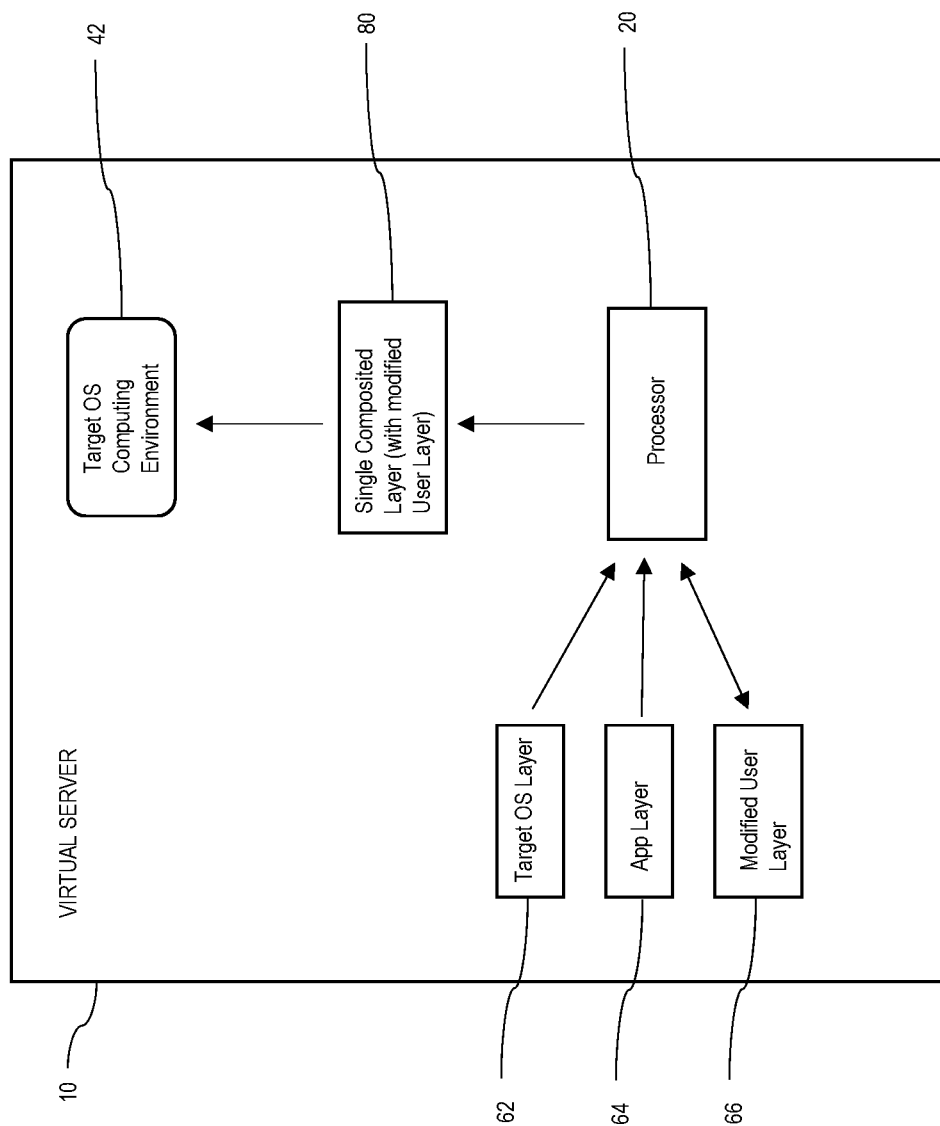 10
VIRTUAL SERVER
Target OS
Computing
Environment
42
Single Composited
Layer (with modified
User Layer)
80
62
Target OS Layer
64
App Layer
Processor
20
66
Modified User
Layer